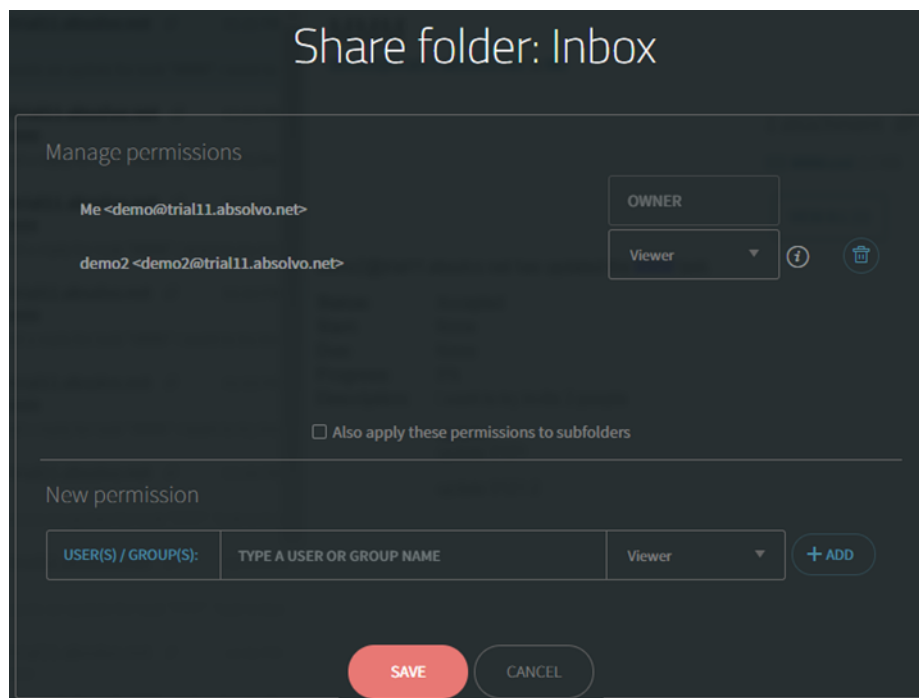 Share folder: Inbox
Manage permissions
Me <demo@trial11.absolvo.net>
OWNER
demo2 <demo2@trial11.absolvo.net>
Viewer
Also apply these permissions to subfolders
New permission
USER(S) / GROUP(S): TYPE A USER OR GROUP NAME Viewer + ADD
SAVE CANCEL